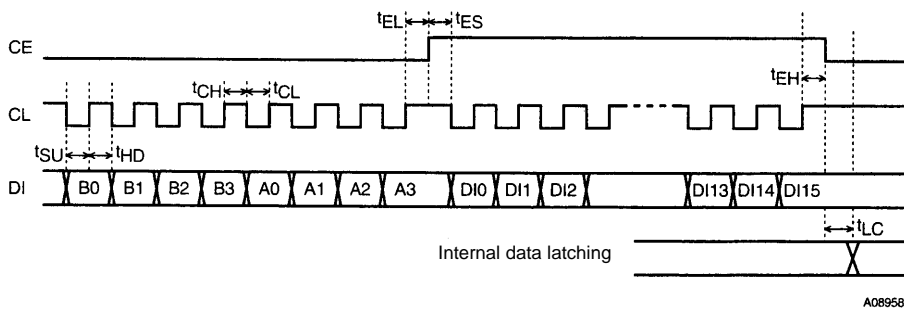 tEL tES
CE
tEH
tCH tCL
CL
tSU tHD
DI B0 B1 B2 B3 A0 A1 A2 A3 DI0 DI1 DI2 DI13 DI14 DI15
tLC
Internal data latching
A08958